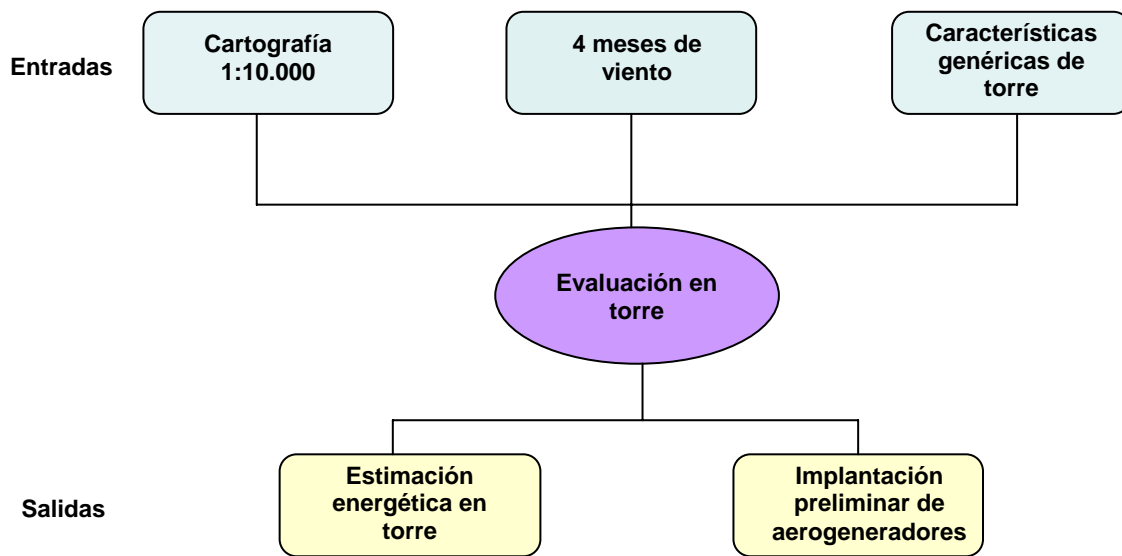 Entradas
Cartografía
1:10.000
4 meses de
viento
Características
genéricas de
torre
Evaluación en
torre
Salidas
Estimación
energética en
torre
Implantación
preliminar de
aerogeneradores